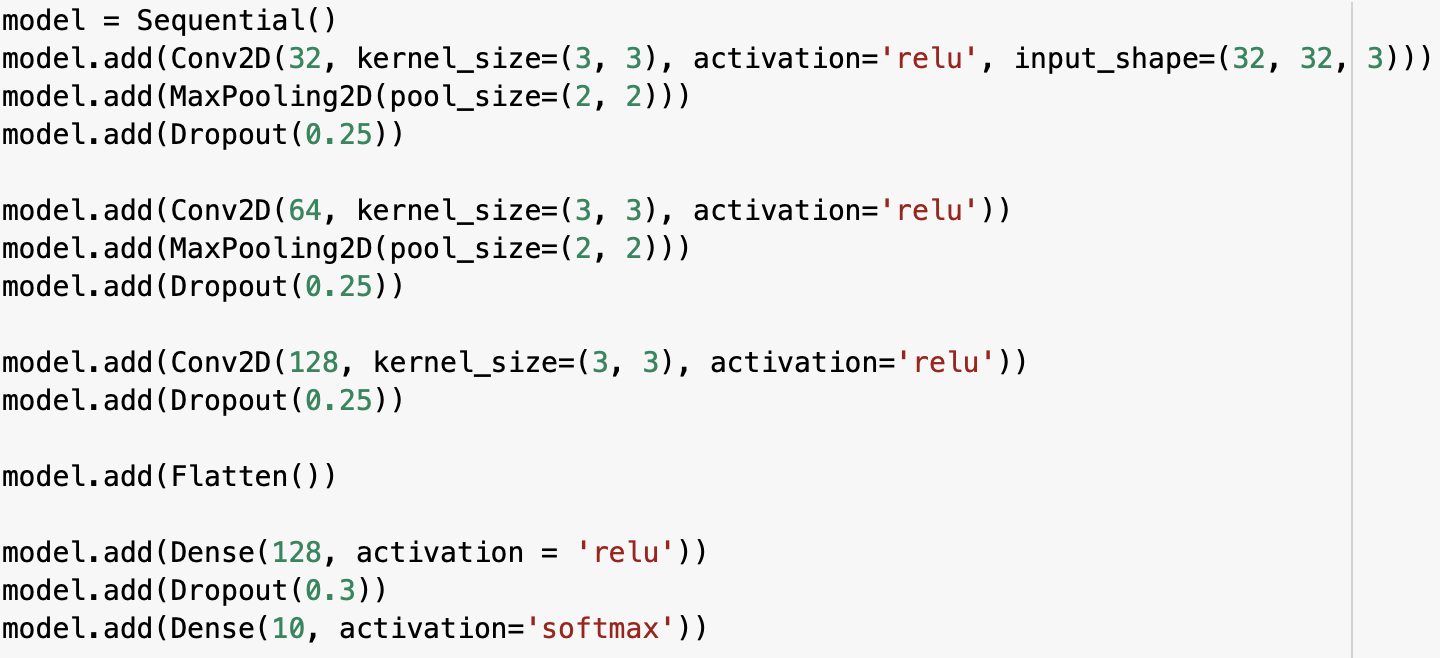 model = Sequential()
model.add(Conv2D(32, kernel_size=(3, 3), activation='relu', input_shape=(32, 32, 3)))
model.add(MaxPooling2D(pool_size=(2, 2)))
model.add(Dropout(0.25))

model.add(Conv2D(64, kernel_size=(3, 3), activation='relu'))
model.add(MaxPooling2D(pool_size=(2, 2)))
model.add(Dropout(0.25))

model.add(Conv2D(128, kernel_size=(3, 3), activation='relu'))
model.add(Dropout(0.25))

model.add(Flatten())

model.add(Dense(128, activation = 'relu'))
model.add(Dropout(0.3))
model.add(Dense(10, activation='softmax'))